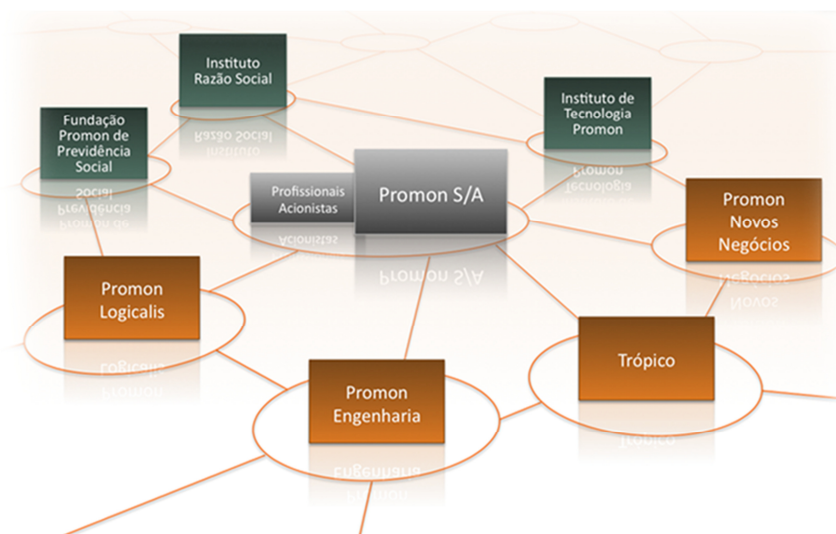 Instituto
Razão Social
Instituto de
Tecnologia
Promon
Fundação
Promon de
Previdência
Social
Profissionais
Acionistas
Promon S/A
Promon
Novos
Negócios
Promon
Logicalis
Trópico
Promon
Engenharia